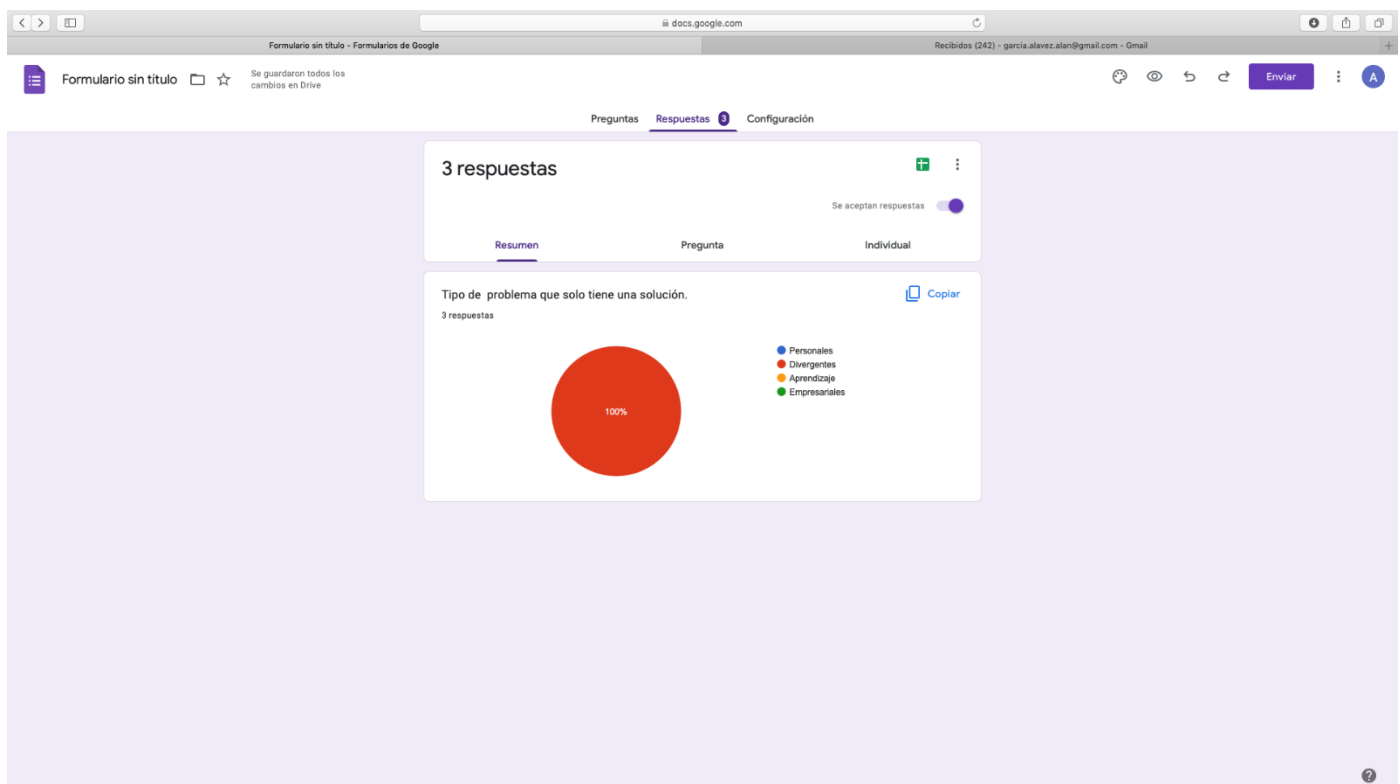 docs.google.com
Formulario sin título - Formularios de Google
Recibidos (242) - garcia.alavez.alan@gmail.com - Gmail
Formulario sin título
Se guardaron todos los
cambios en Drive
Enviar
A
Preguntas
Respuestas 3
Configuración
3 respuestas
Se aceptan respuestas
Resumen
Pregunta
Individual
Tipo de  problema que solo tiene una solución.
Copiar
3 respuestas
100%
Personales
Divergentes
Aprendizaje
Empresariales